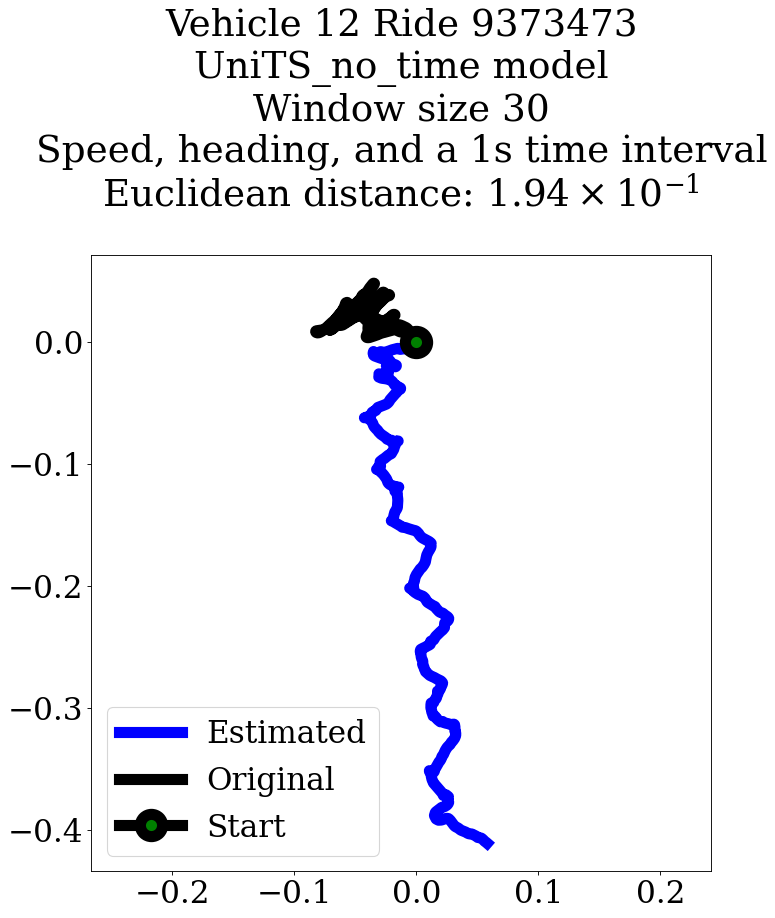 Vehicle 12 Ride 9373473
UniTS_no_time model
Window size 30
Speed, heading, and a 1s time interval
Euclidean distance: 1.94 × 10⁻¹
0.0
−0.1
−0.2
−0.3
−0.4
Estimated
Original
Start
−0.2
−0.1
0.0
0.1
0.2